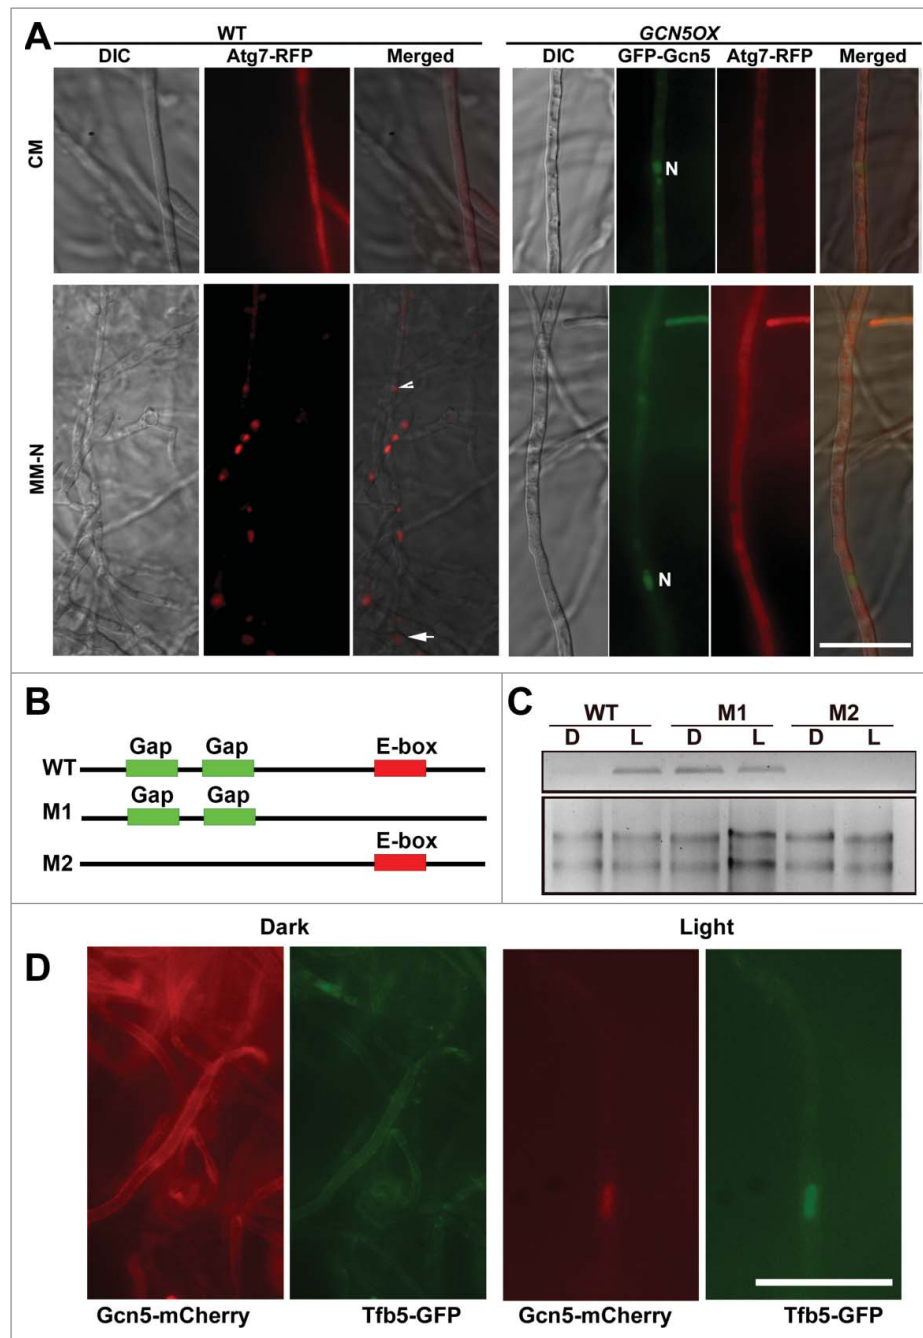 A
WT
GCN5OX
DIC Atg7-RFP Merged
DIC GFP-Gcn5 Atg7-RFP Merged
CM
N
MM-N
N
B
Gap Gap E-box
WT
Gap Gap
M1
E-box
M2
C
WT M1 M2
D L D L D L
Dark Light
D
Gcn5-mCherry Tfb5-GFP Gcn5-mCherry Tfb5-GFP